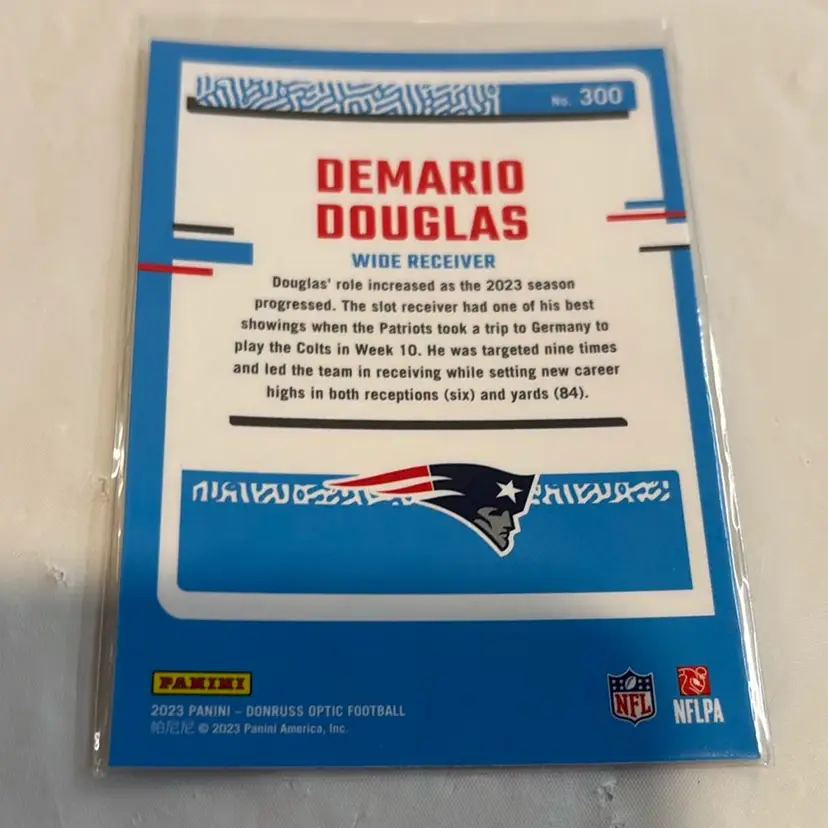 No. 300
DEMARIO
DOUGLAS
WIDE RECEIVER
Douglas' role increased as the 2023 season
progressed. The slot receiver had one of his best
showings when the Patriots took a trip to Germany to
play the Colts in Week 10. He was targeted nine times
and led the team in receiving while setting new career
highs in both receptions (six) and yards (84).
PANINI
2023 PANINI – DONRUSS OPTIC FOOTBALL
帕尼尼 © 2023 Panini America, Inc.
NFL
NFLPA